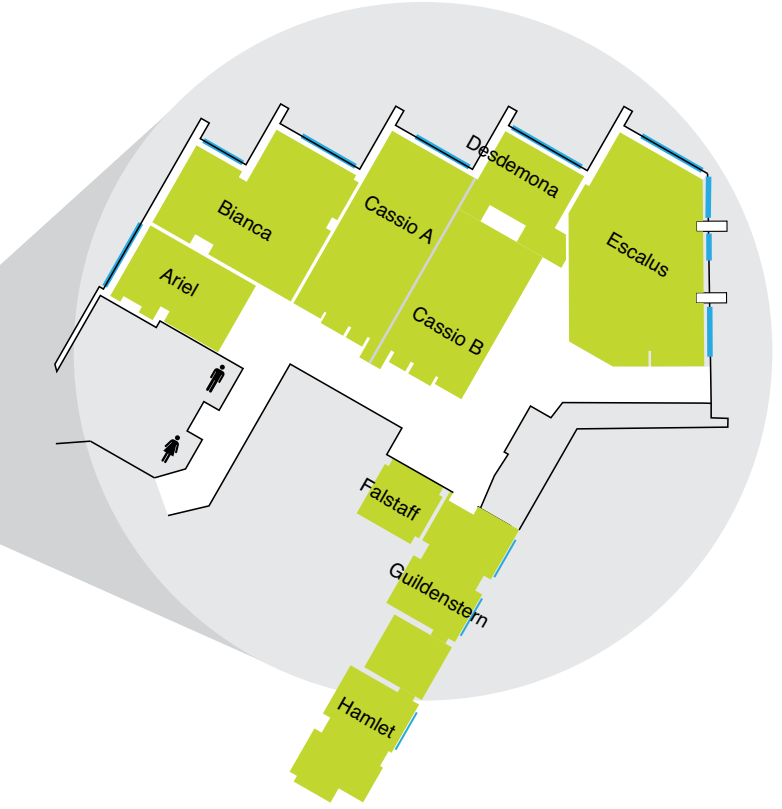 Desdemona
Bianca
Cassio A
Escalus
Ariel
Cassio B
Falstaff
Guildenstern
Hamlet